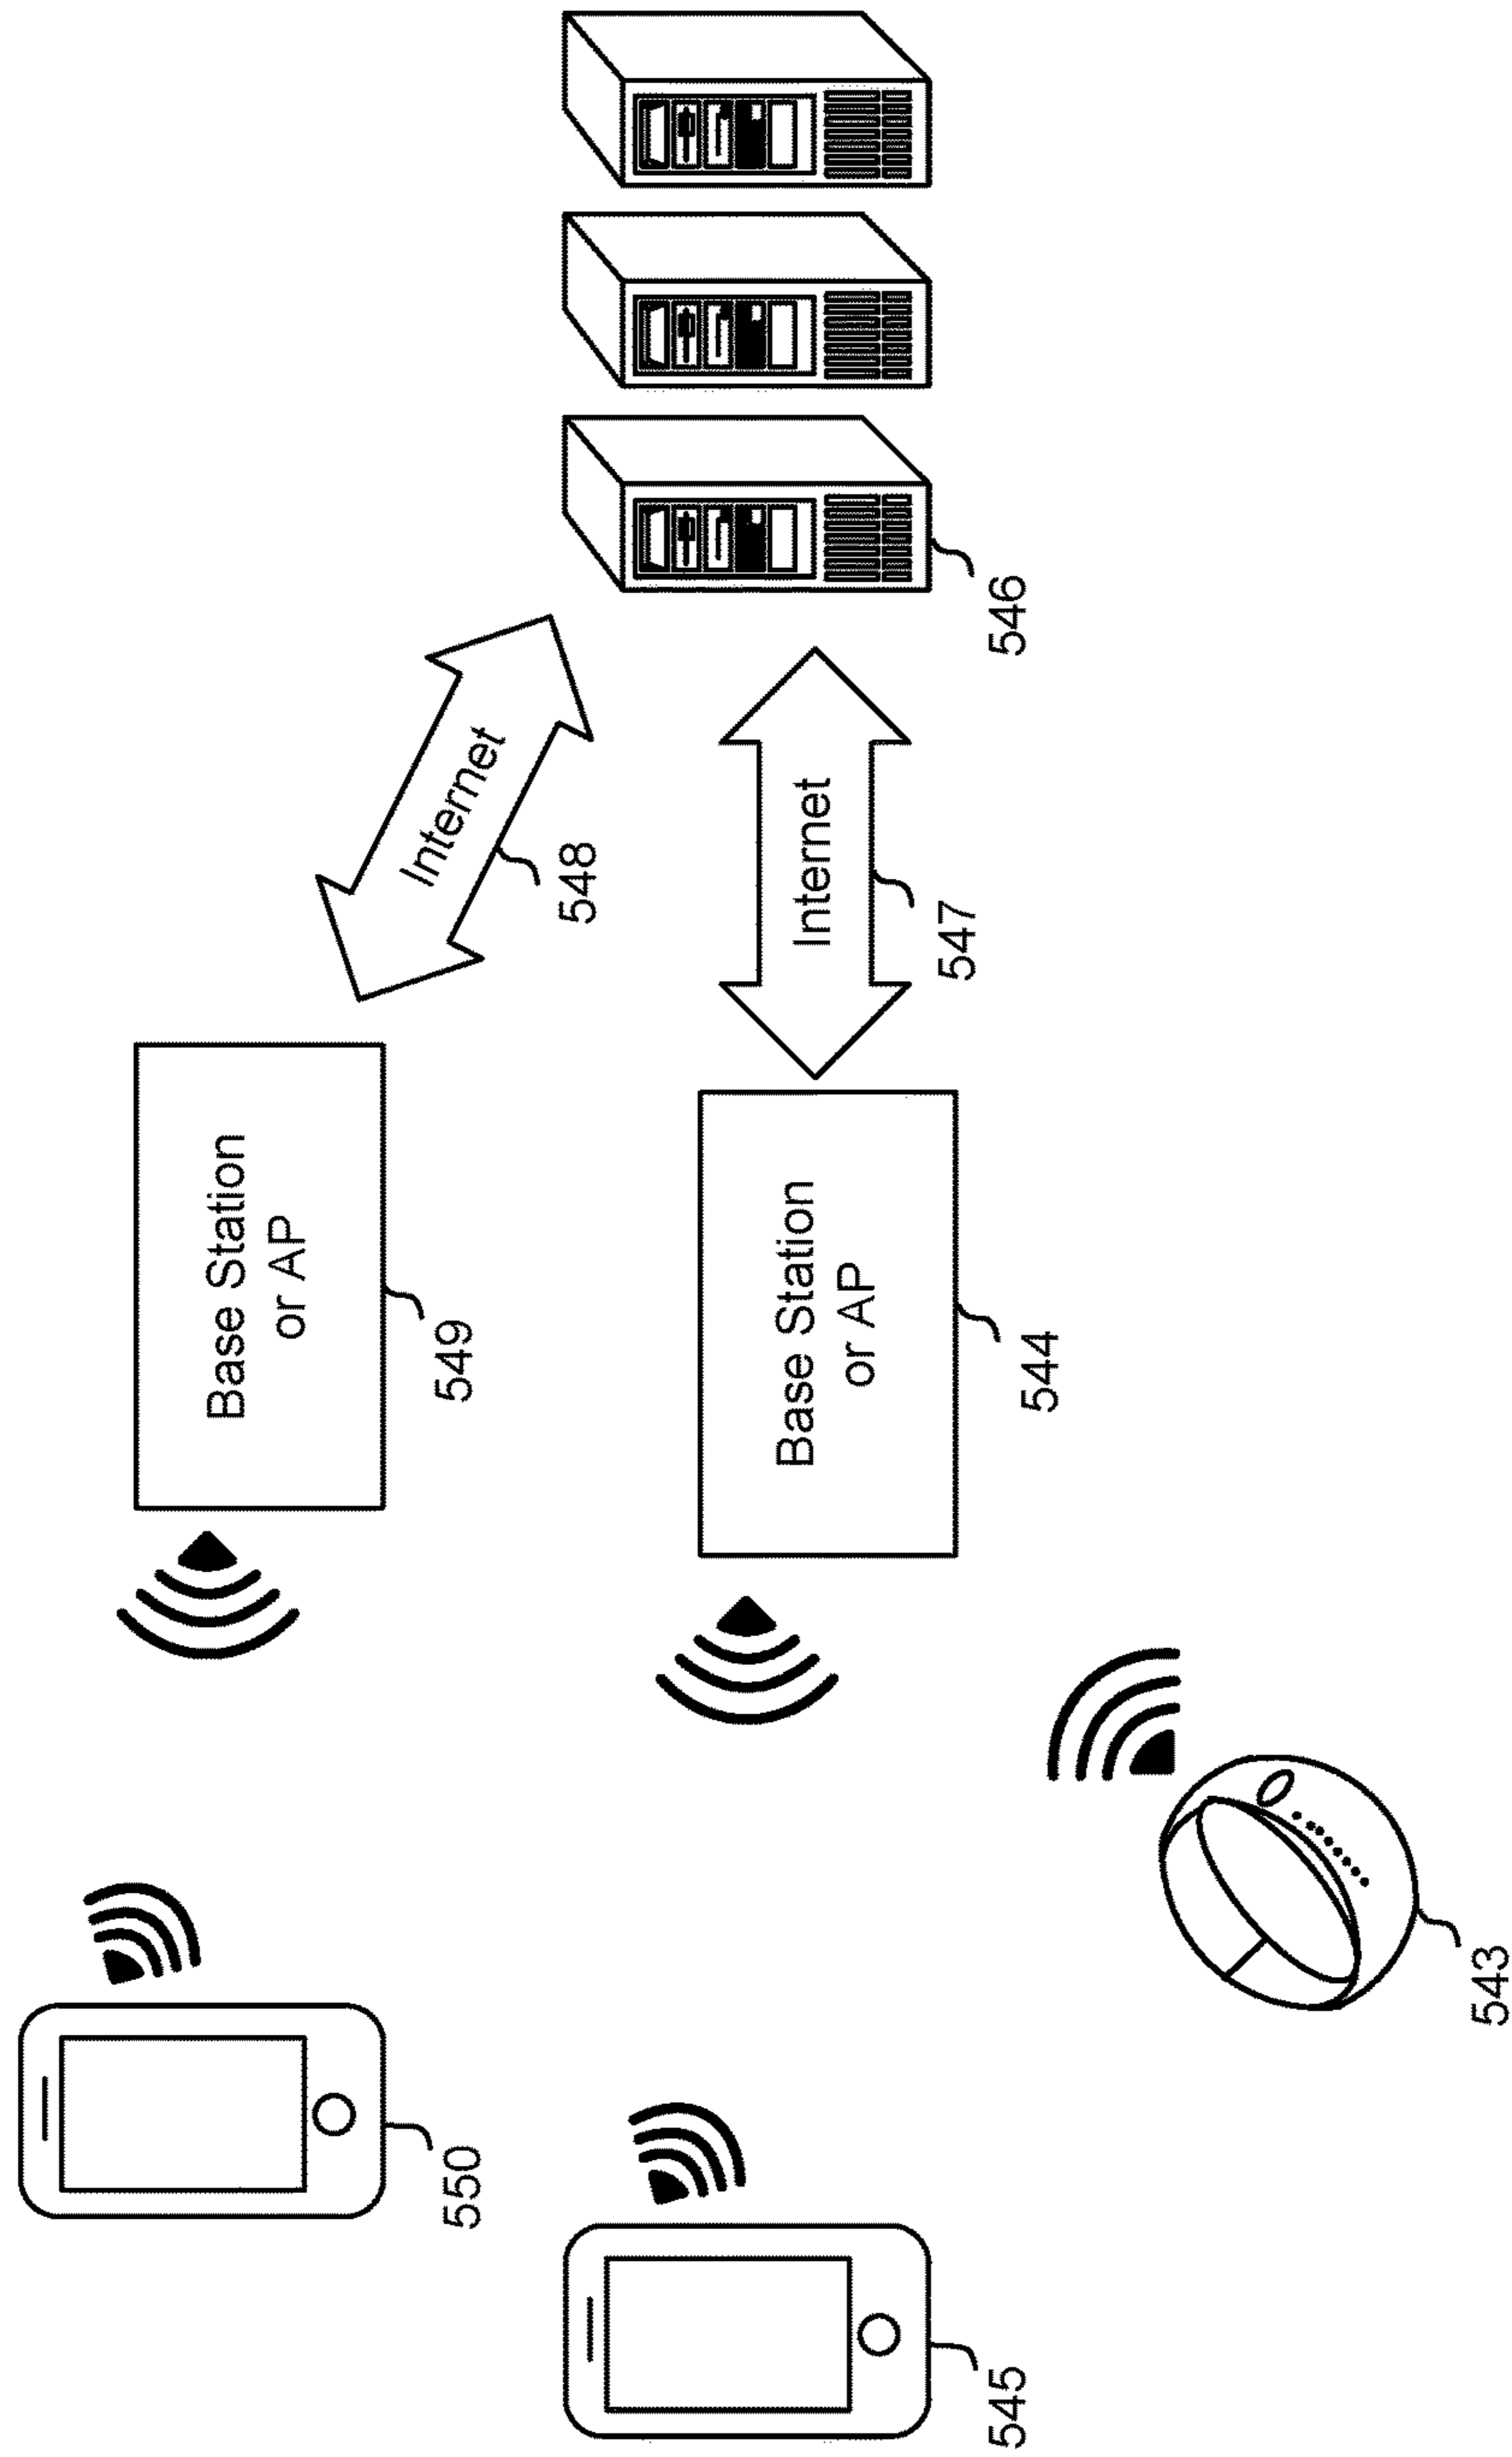 Base Station
or AP
550
549
Internet
548
Base Station
or AP
Internet
547
545
544
546
543